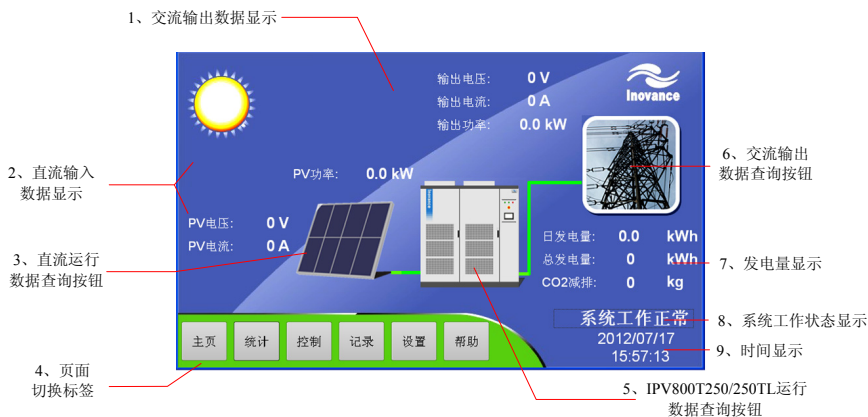 1、交流输出数据显示
输出电压: 0 V
输出电流: 0 A
输出功率: 0.0 kW
Inovance
2、直流输入
数据显示
6、交流输出
数据查询按钮
PV功率: 0.0 kW
PV电压: 0 V
PV电流: 0 A
3、直流运行
数据查询按钮
日发电量: 0.0 kWh
总发电量: 0 kWh
CO2减排: 0 kg
7、发电量显示
系统工作正常
8、系统工作状态显示
2012/07/17
15:57:13
9、时间显示
主页 统计 控制 记录 设置 帮助
4、页面
切换标签
5、IPV800T250/250TL运行
数据查询按钮